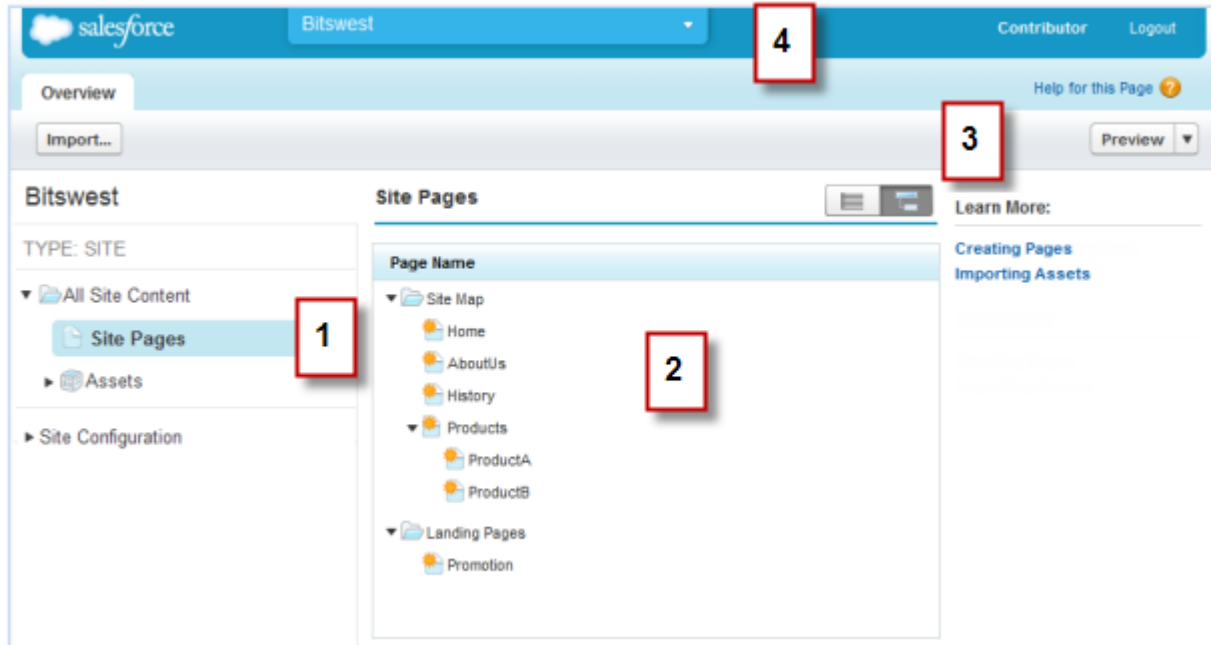 salesforce
Bitswest
4
Contributor
Logout
Overview
Help for this Page ?
Import...
3
Preview
Bitswest
Site Pages
Learn More:
TYPE: SITE
Page Name
Creating Pages
Importing Assets
All Site Content
Site Map
Site Pages
1
Home
2
AboutUs
Assets
History
Site Configuration
Products
ProductA
ProductB
Landing Pages
Promotion